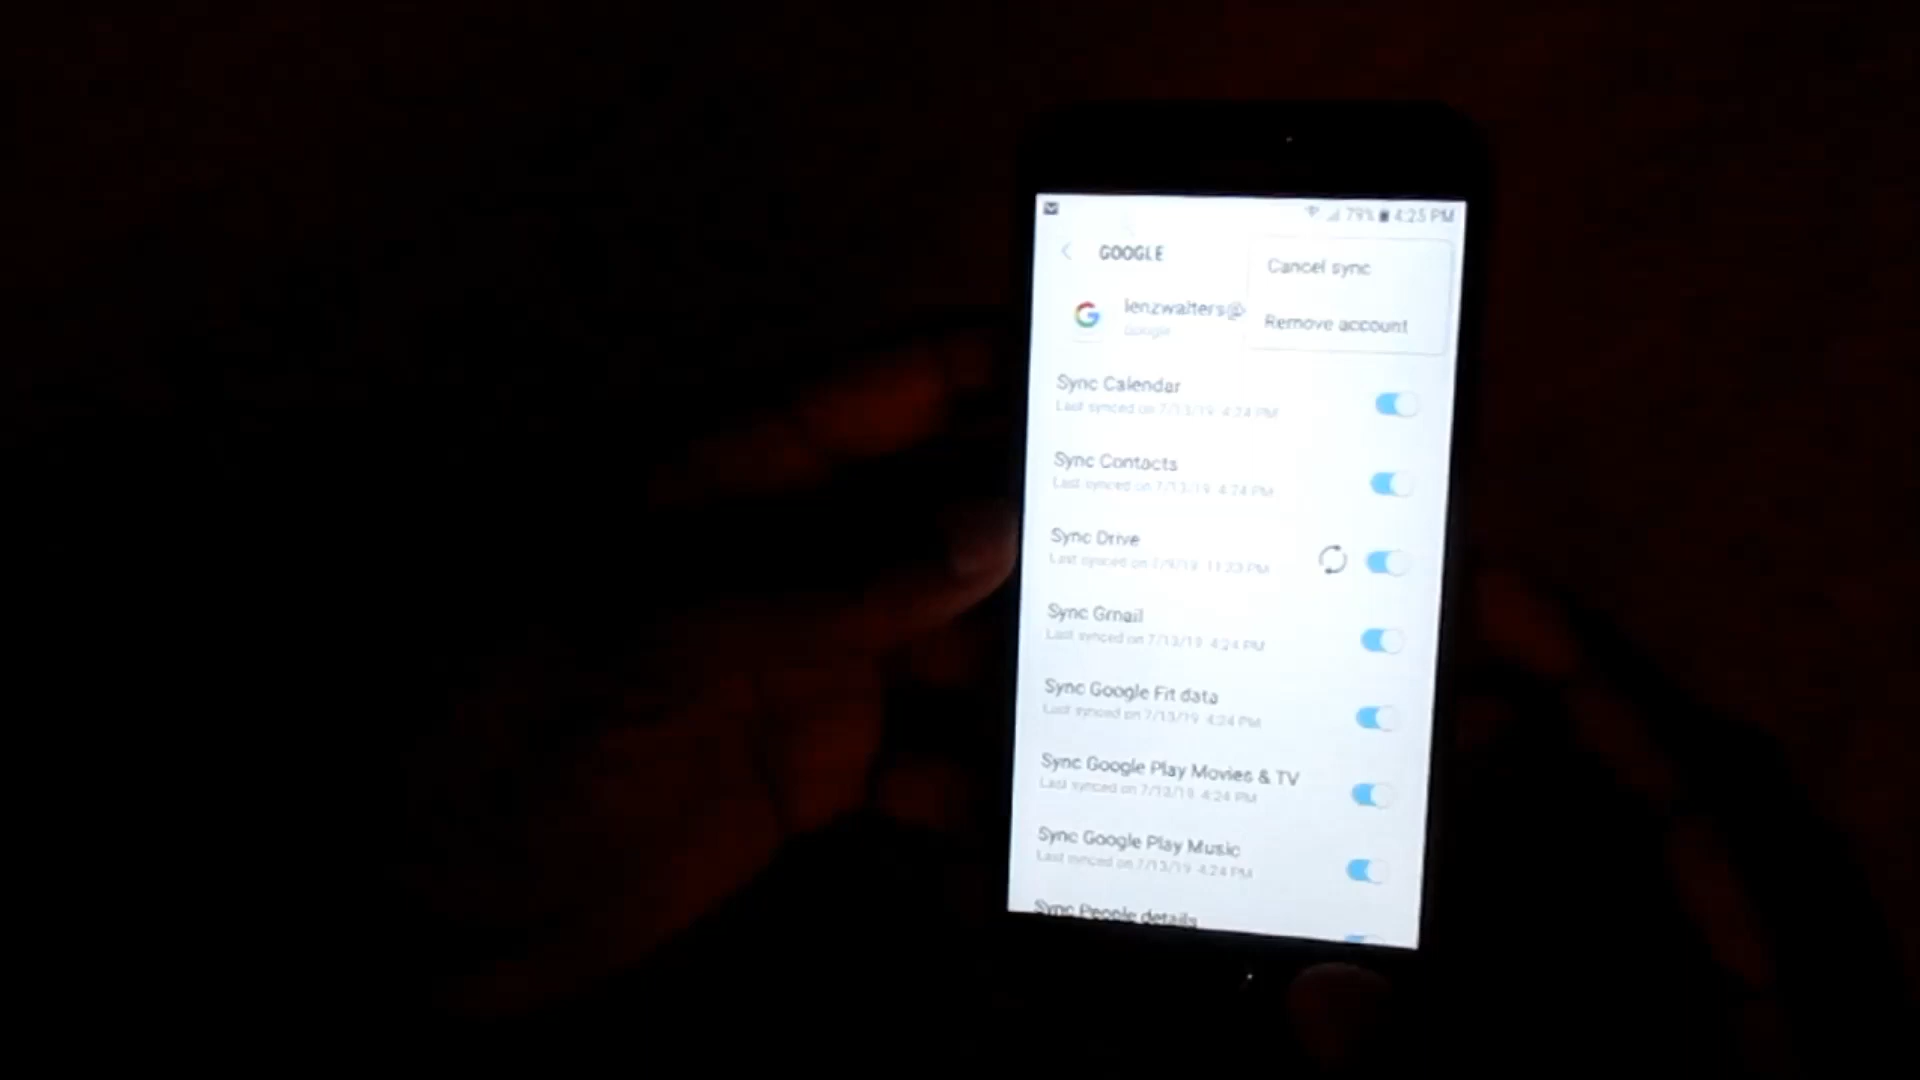 79% 4:25 PM
GOOGLE
Cancel sync
lenzwalters@
Google
Remove account
Sync Calendar
Last synced on 7/13/19 4:24 PM
Sync Contacts
Last synced on 7/13/19 4:24 PM
Sync Drive
Last synced on 11:23 PM
Sync Gmail
Last synced on 7/13/19 4:24 PM
Sync Google Fit data
Last synced on 7/13/19 4:24 PM
Sync Google Play Movies & TV
Last synced on 7/13/19 4:24 PM
Sync Google Play Music
Last synced on 7/13/19 4:24 PM
Sync People details